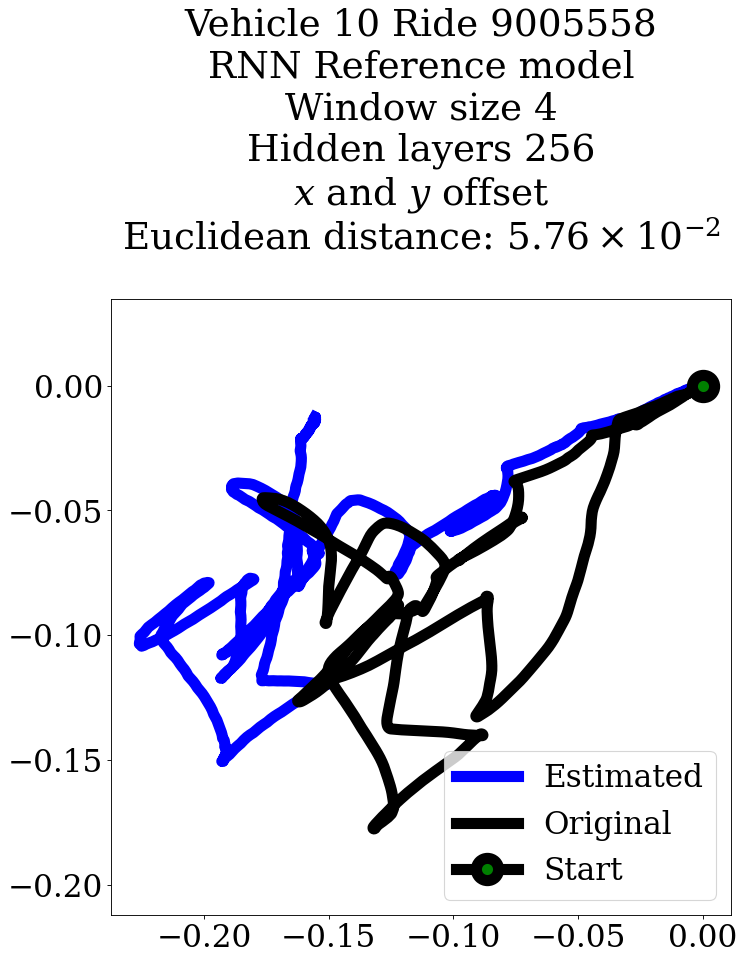 Vehicle 10 Ride 9005558
RNN Reference model
Window size 4
Hidden layers 256
x and y offset
Euclidean distance: 5.76 × 10⁻²
0.00
−0.05
−0.10
−0.15
−0.20
Estimated
Original
Start
−0.20 −0.15 −0.10 −0.05 0.00